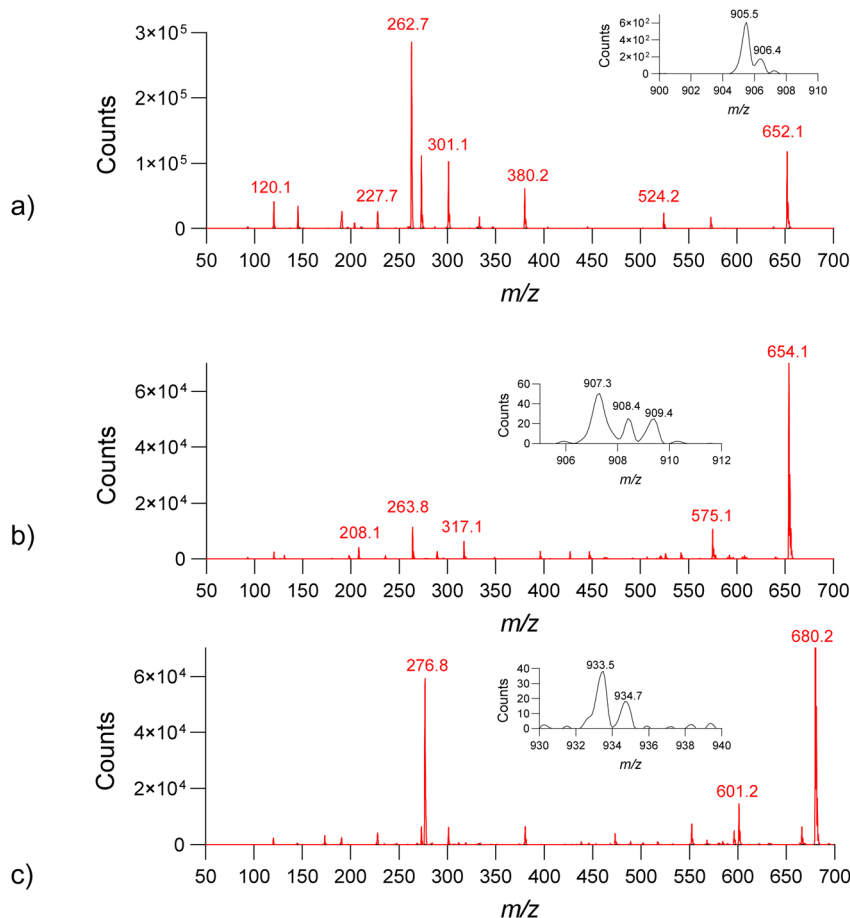 a)
Counts
3×10⁵
2×10⁵
1×10⁵
0
262.7
301.1
120.1
227.7
380.2
524.2
652.1
50 100 150 200 250 300 350 400 450 500 550 600 650 700
m/z
Counts
6×10²
4×10²
2×10²
0
905.5
906.4
900 902 904 906 908 910
m/z
b)
Counts
6×10⁴
4×10⁴
2×10⁴
0
208.1
263.8
317.1
575.1
654.1
50 100 150 200 250 300 350 400 450 500 550 600 650 700
m/z
Counts
60
40
20
0
907.3
908.4
909.4
906 908 910 912
m/z
c)
Counts
6×10⁴
4×10⁴
2×10⁴
0
276.8
601.2
680.2
50 100 150 200 250 300 350 400 450 500 550 600 650 700
m/z
Counts
40
30
20
10
0
933.5
934.7
930 932 934 936 938 940
m/z